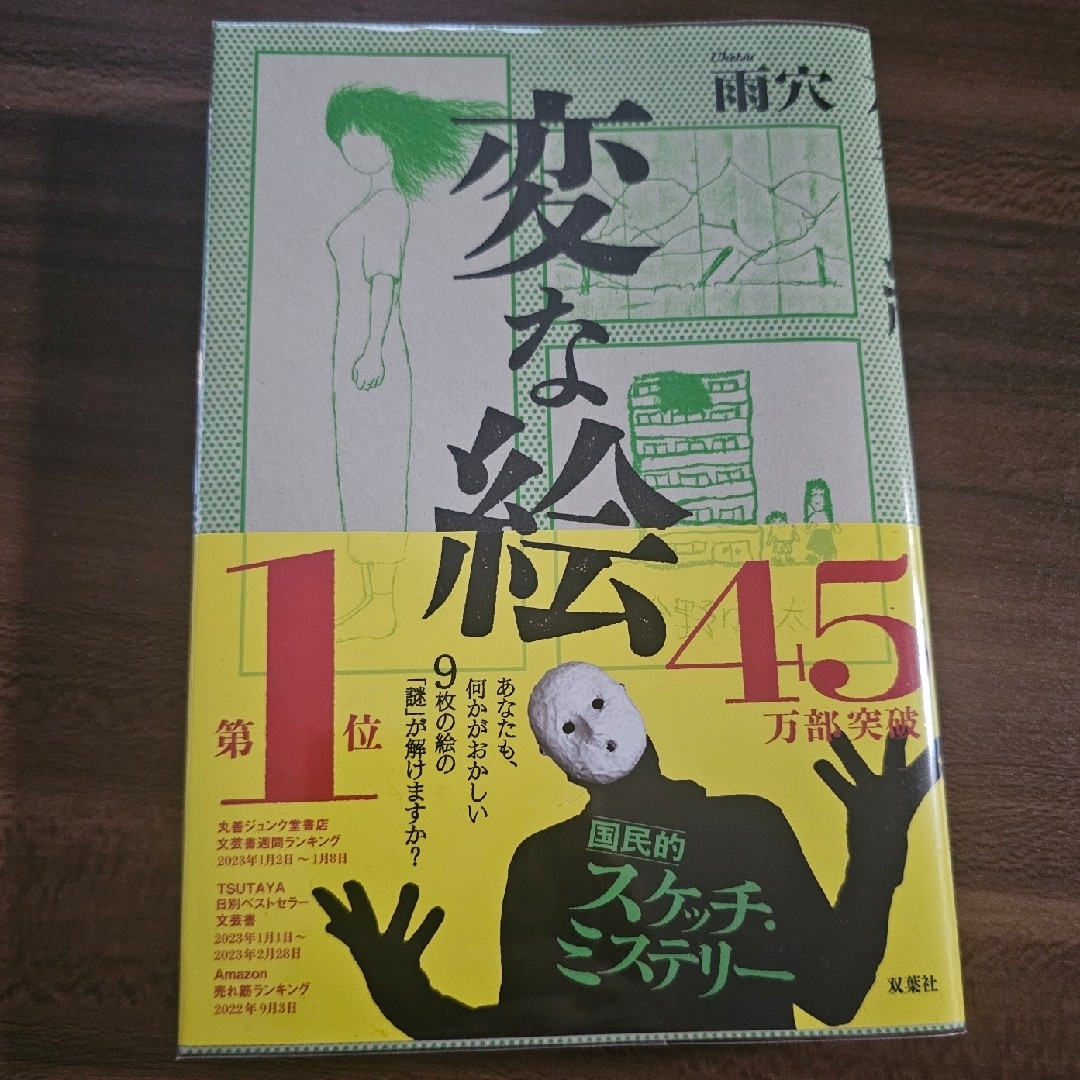 Uketsu
雨穴
変な絵
第1位
45
万部突破
あなたも、
何かがおかしい
9枚の絵の
「謎」が解けますか?
丸善ジュンク堂書店
文芸書週間ランキング
2023年1月2日～1月8日
TSUTAYA
日別ベストセラー
文芸書
2023年1月1日～
2023年2月28日
Amazon
売れ筋ランキング
2022年9月3日
国民的
スケッチ・
ミステリー
双葉社